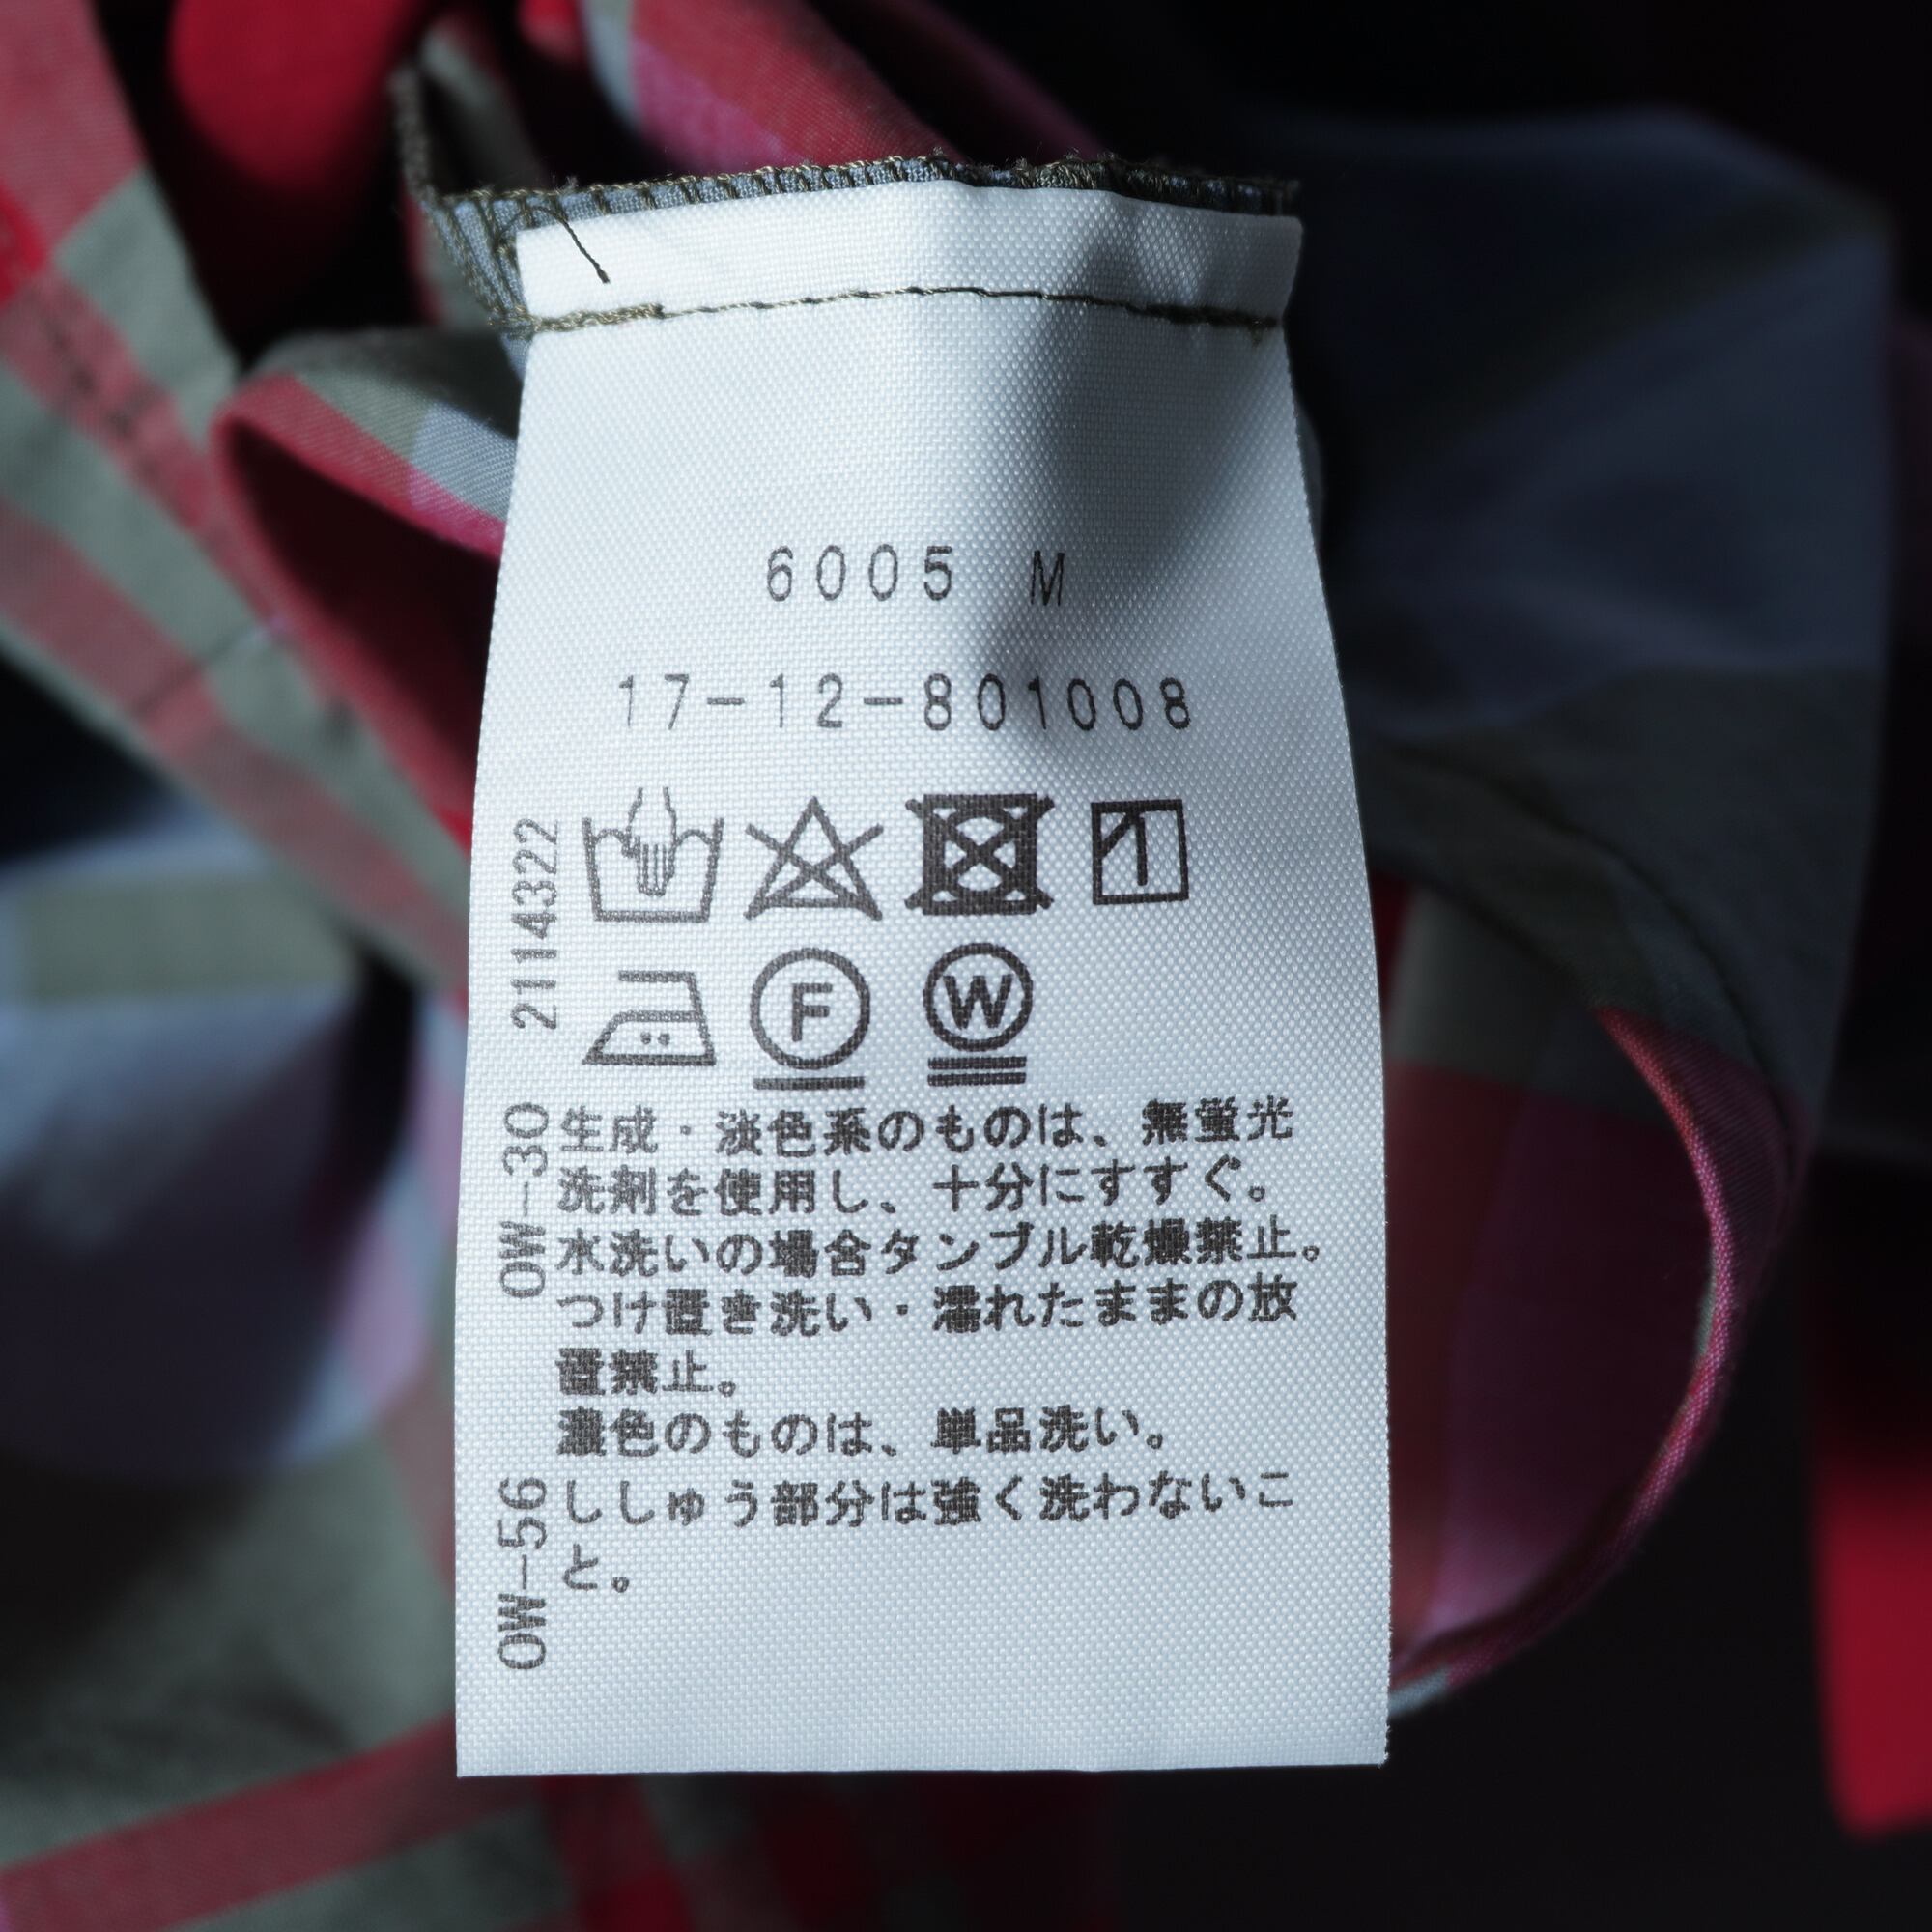 6005 M
17-12-801008
2114322
F
W
OW-30
生成・淡色系のものは、無蛍光
洗剤を使用し、十分にすすぐ。
水洗いの場合タンブル乾燥禁止。
つけ置き洗い・濡れたままの放
置禁止。
濃色のものは、単品洗い。
OW-56
ししゅう部分は強く洗わないこ
と。